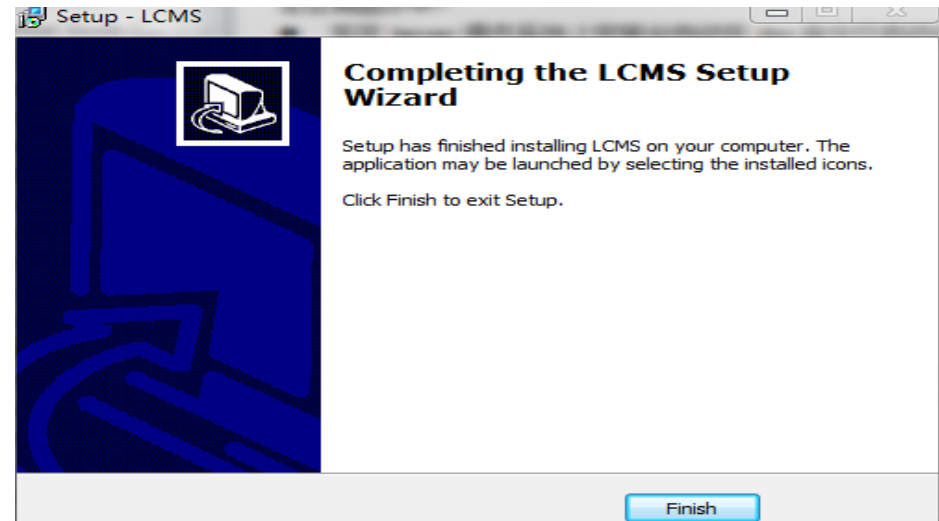 Setup - LCMS
Completing the LCMS Setup
Wizard
Setup has finished installing LCMS on your computer. The
application may be launched by selecting the installed icons.
Click Finish to exit Setup.
Finish